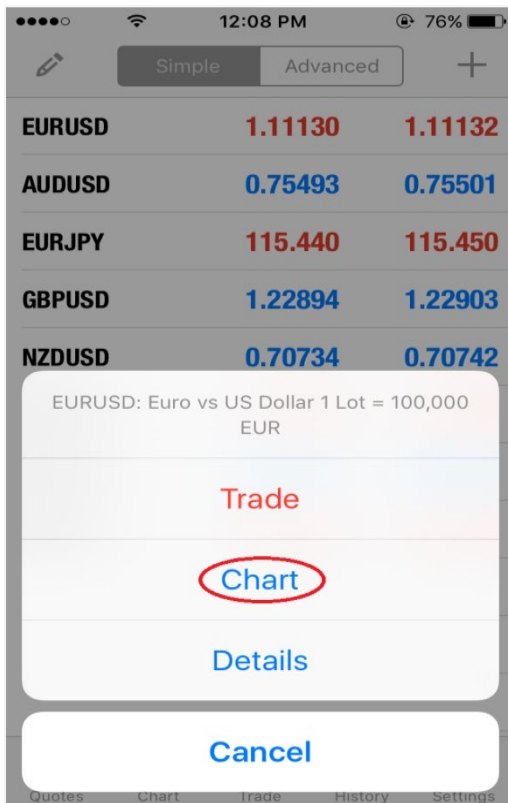 12:08 PM 76%
Simple Advanced
EURUSD 1.11130 1.11132
AUDUSD 0.75493 0.75501
EURJPY 115.440 115.450
GBPUSD 1.22894 1.22903
NZDUSD 0.70734 0.70742
EURUSD: Euro vs US Dollar 1 Lot = 100,000
EUR
Trade
Chart
Details
Cancel
Quotes Chart Trade History Settings